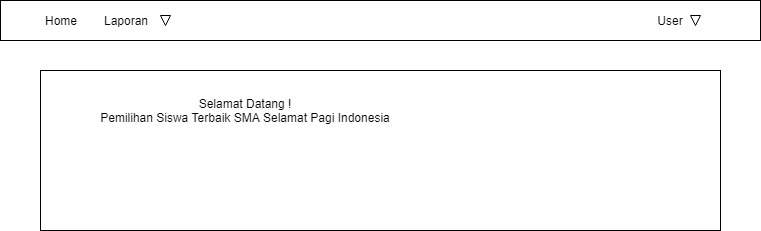 Home Laporan User
Selamat Datang !
Pemilihan Siswa Terbaik SMA Selamat Pagi Indonesia